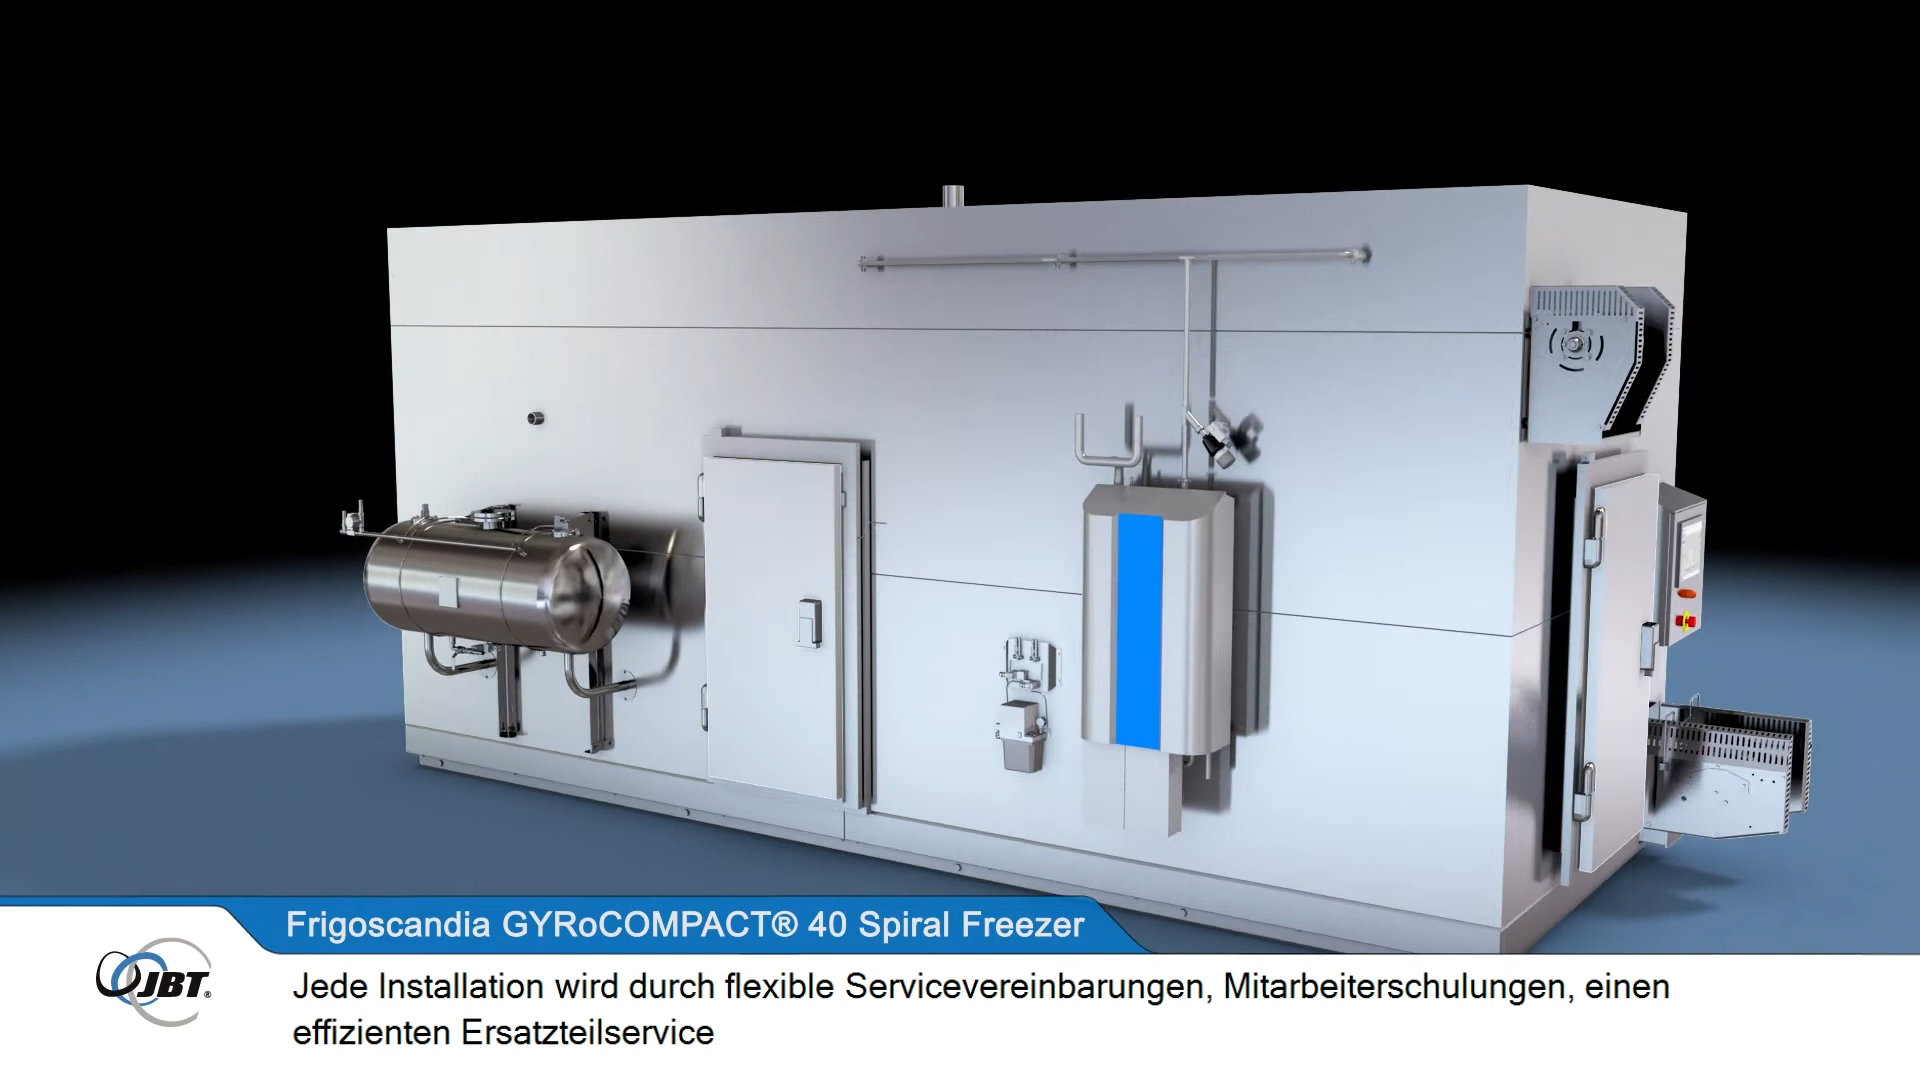 Frigoscandia GYRoCOMPACT® 40 Spiral Freezer
JBT®
Jede Installation wird durch flexible Servicevereinbarungen, Mitarbeiterschulungen, einen
effizienten Ersatzteilservice